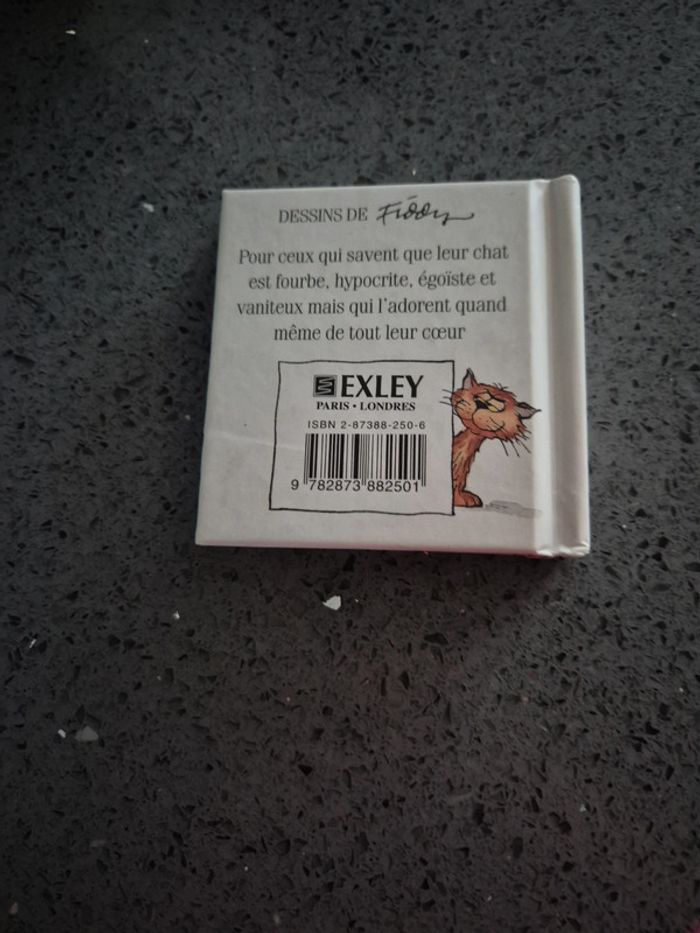 DESSINS DE Fiddy
Pour ceux qui savent que leur chat
est fourbe, hypocrite, égoïste et
vaniteux mais qui l'adorent quand
même de tout leur cœur
EXLEY
PARIS • LONDRES
ISBN 2-87388-250-6
9 782873 882501